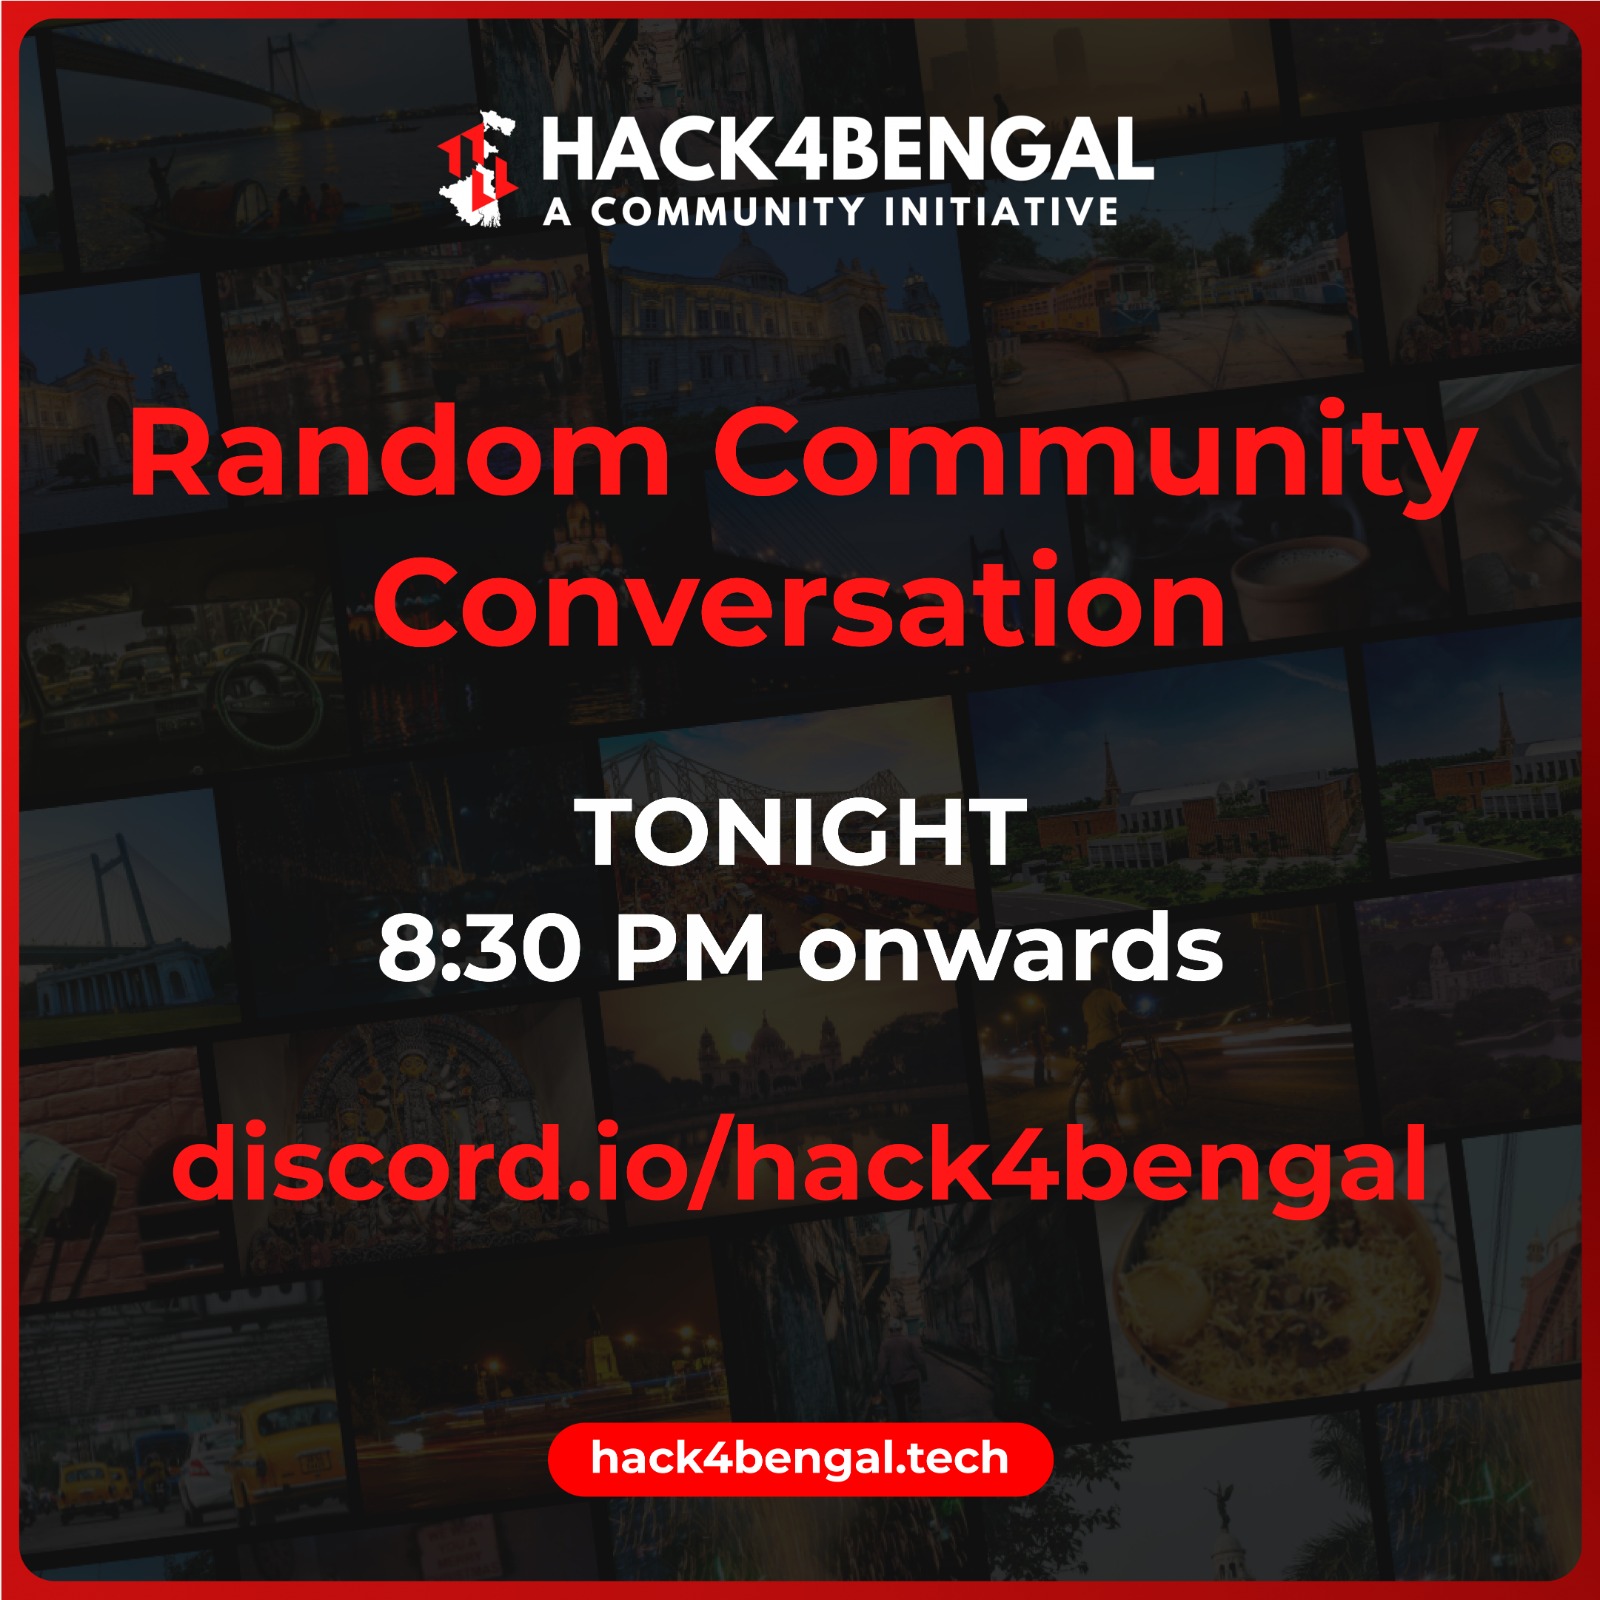 HACK4BENGAL
A COMMUNITY INITIATIVE
Random Community
Conversation
TONIGHT
8:30 PM onwards
discord.io/hack4bengal
hack4bengal.tech